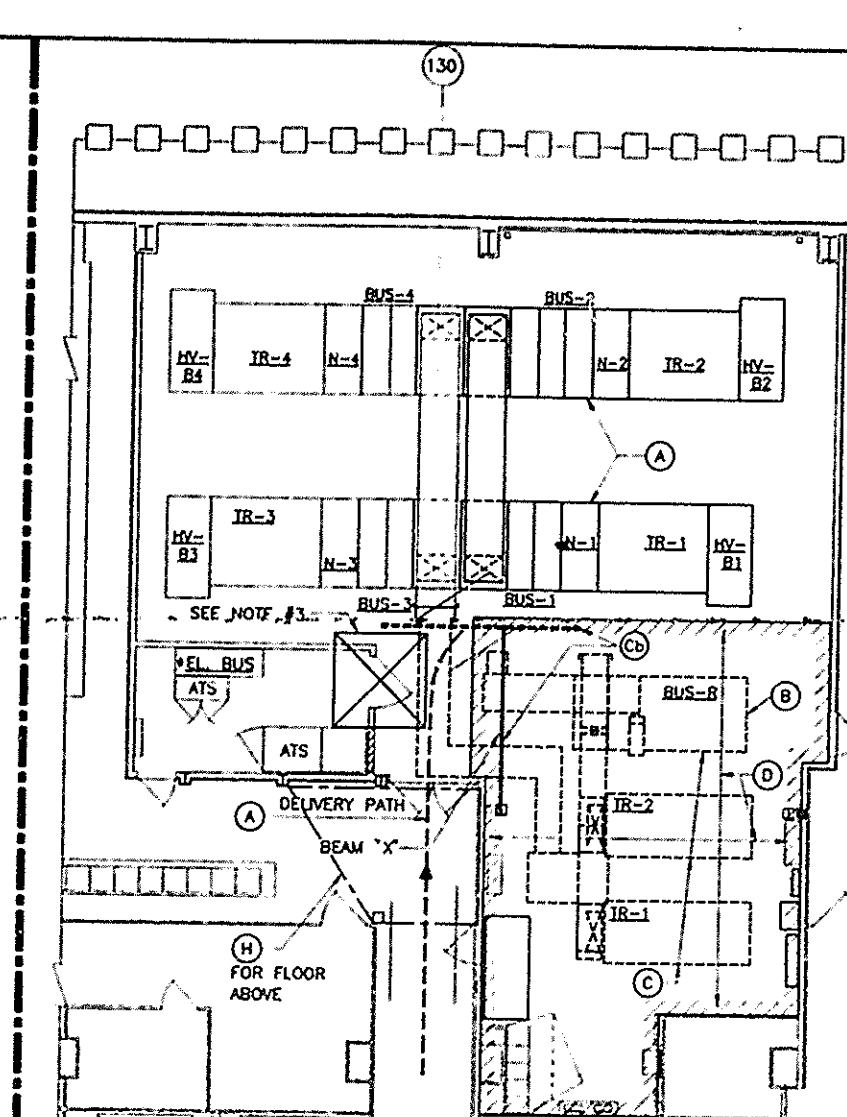 130
BUS-4
BUS-2
HV-
B4
TR-4
N-4
N-2
TR-2
HV-
B2
A
HV-
B3
TR-3
N-3
N-1
TR-1
HV-
B1
BUS-3
BUS-1
SEE NOTE #3
Cb
EL. BUS
ATS
BUS-R
B
ATS
D
DELIVERY PATH
A
TR-2
BEAM "X"
TR-1
H
FOR FLOOR
ABOVE
C